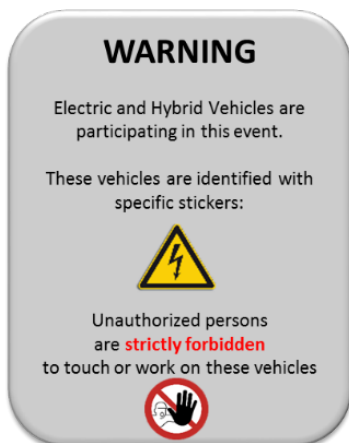 WARNING
Electric and Hybrid Vehicles are
participating in this event.
These vehicles are identified with
specific stickers:
Unauthorized persons
are strictly forbidden
to touch or work on these vehicles